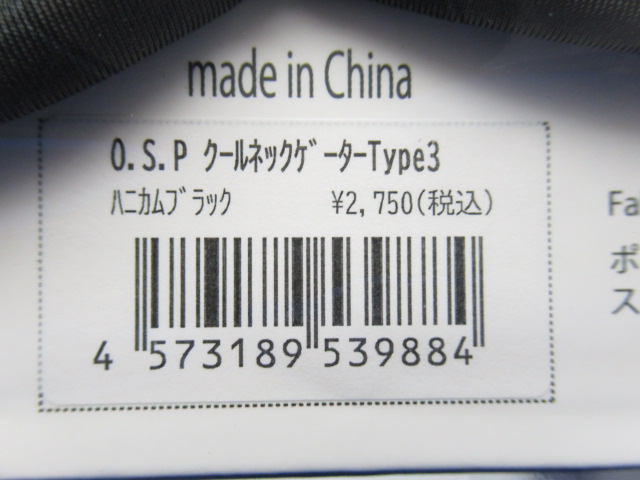 made in China
O.S.P ｸｰﾙﾈｯｸｹﾞｰﾀｰType3
ﾊﾆｶﾑﾌﾞﾗｯｸ ¥2,750(税込)
Fa
ポ
ス
4 573189 539884